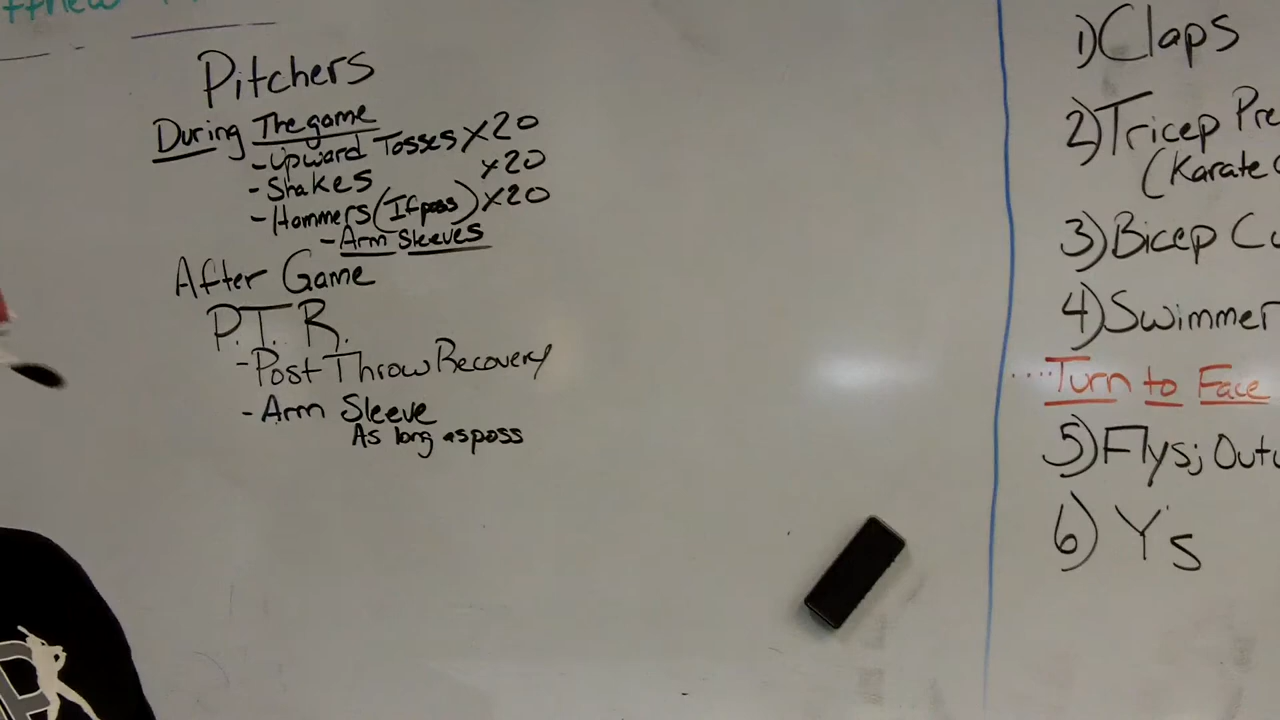 Pitchers
During The game
- Upward Tosses x20
- Shakes x20
- Hammers (If poss) x20
- Arm Sleeves
After Game
P.T.R.
- Post Throw Recovery
- Arm Sleeve
As long as poss
1) Claps
2) Tricep Pre
(Karate
3) Bicep Cu
4) Swimmer
....Turn to Face
5) Flys; Out
6) Y's